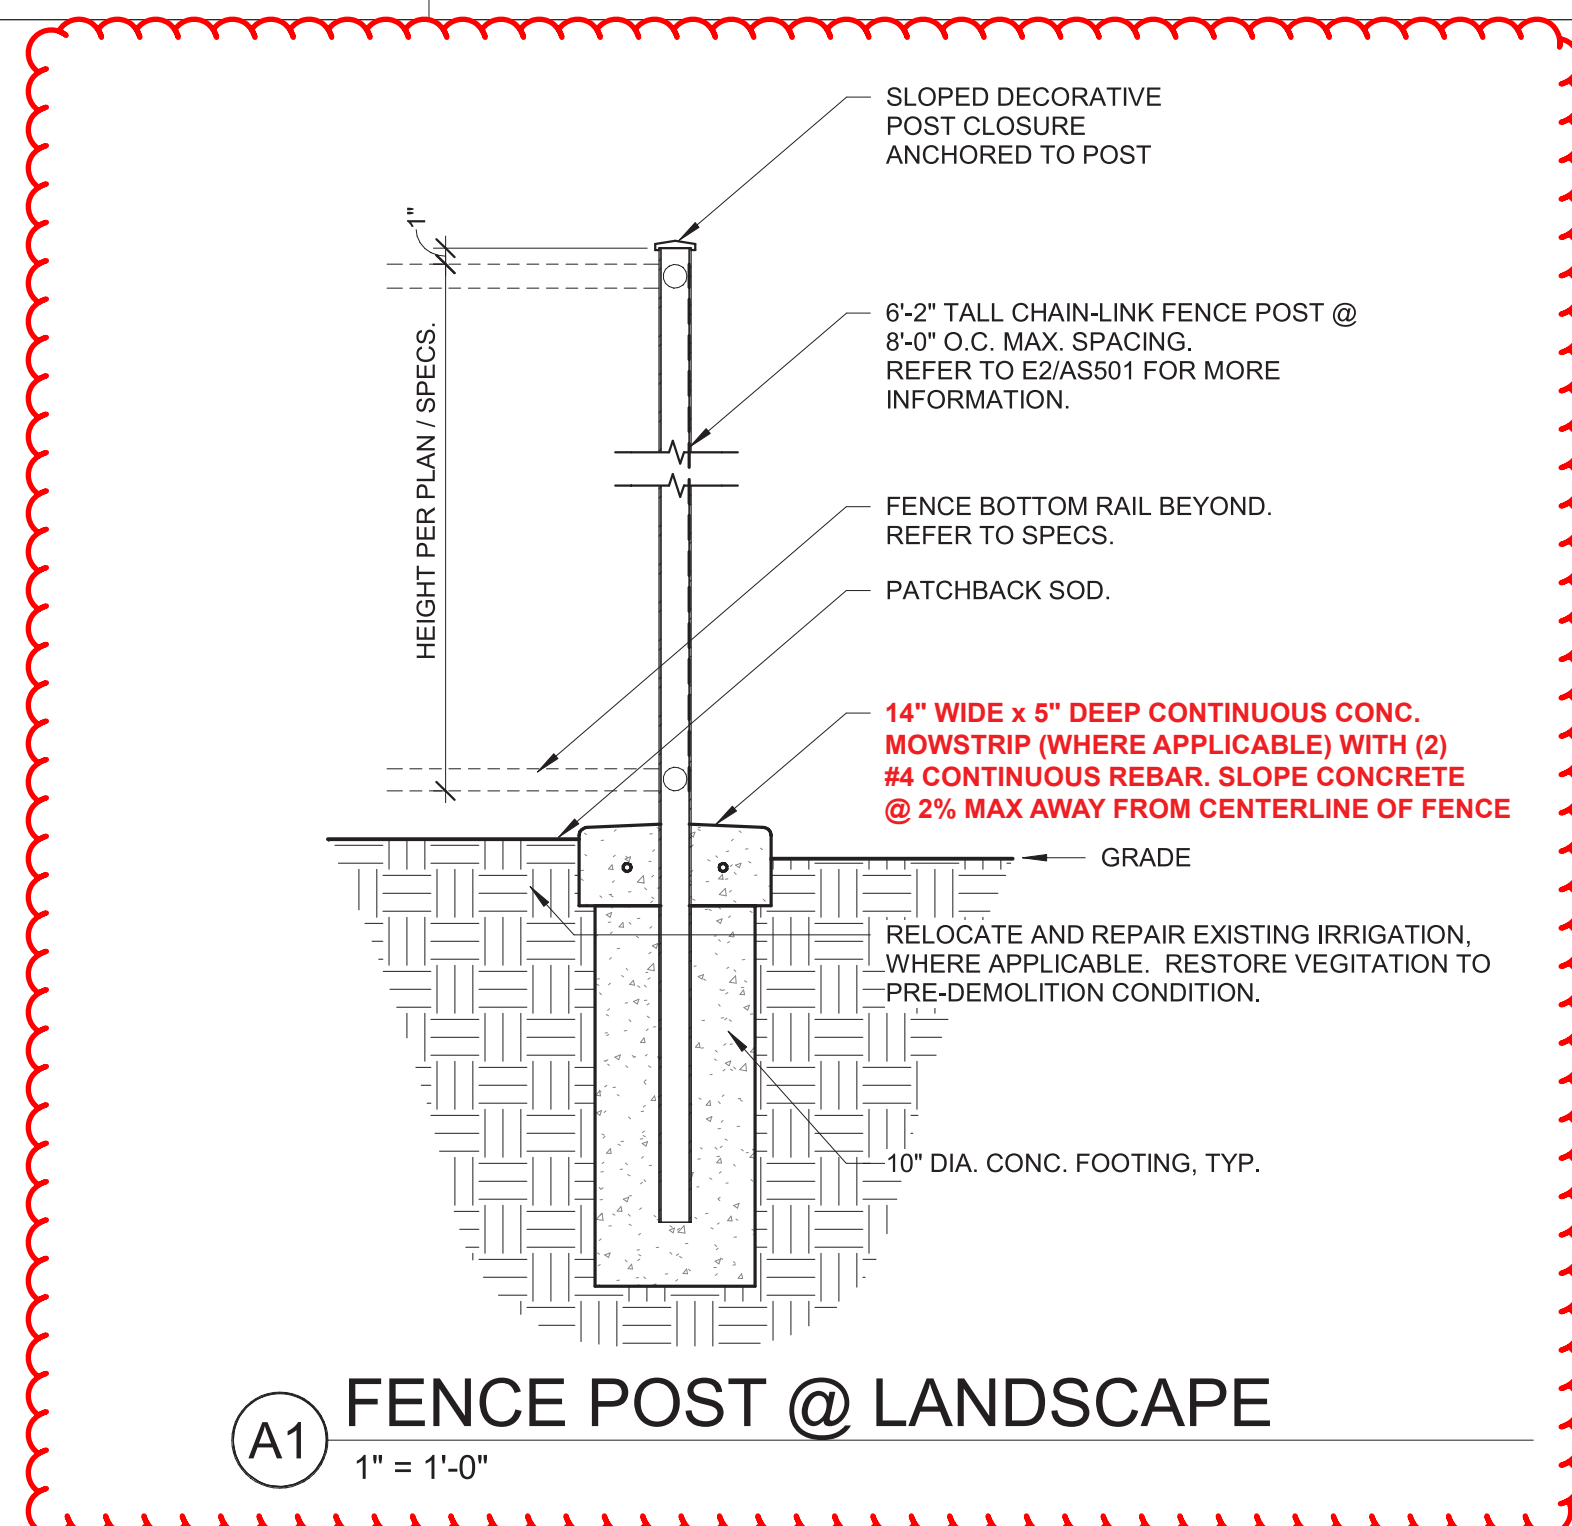 SLOPED DECORATIVE
POST CLOSURE
ANCHORED TO POST
1"
6'-2" TALL CHAIN-LINK FENCE POST @
8'-0" O.C. MAX. SPACING.
REFER TO E2/AS501 FOR MORE
INFORMATION.
HEIGHT PER PLAN / SPECS.
FENCE BOTTOM RAIL BEYOND.
REFER TO SPECS.
PATCHBACK SOD.
14" WIDE x 5" DEEP CONTINUOUS CONC.
MOWSTRIP (WHERE APPLICABLE) WITH (2)
#4 CONTINUOUS REBAR. SLOPE CONCRETE
@ 2% MAX AWAY FROM CENTERLINE OF FENCE
GRADE
RELOCATE AND REPAIR EXISTING IRRIGATION,
WHERE APPLICABLE. RESTORE VEGITATION TO
PRE-DEMOLITION CONDITION.
10" DIA. CONC. FOOTING, TYP.
A1
FENCE POST @ LANDSCAPE
1" = 1'-0"